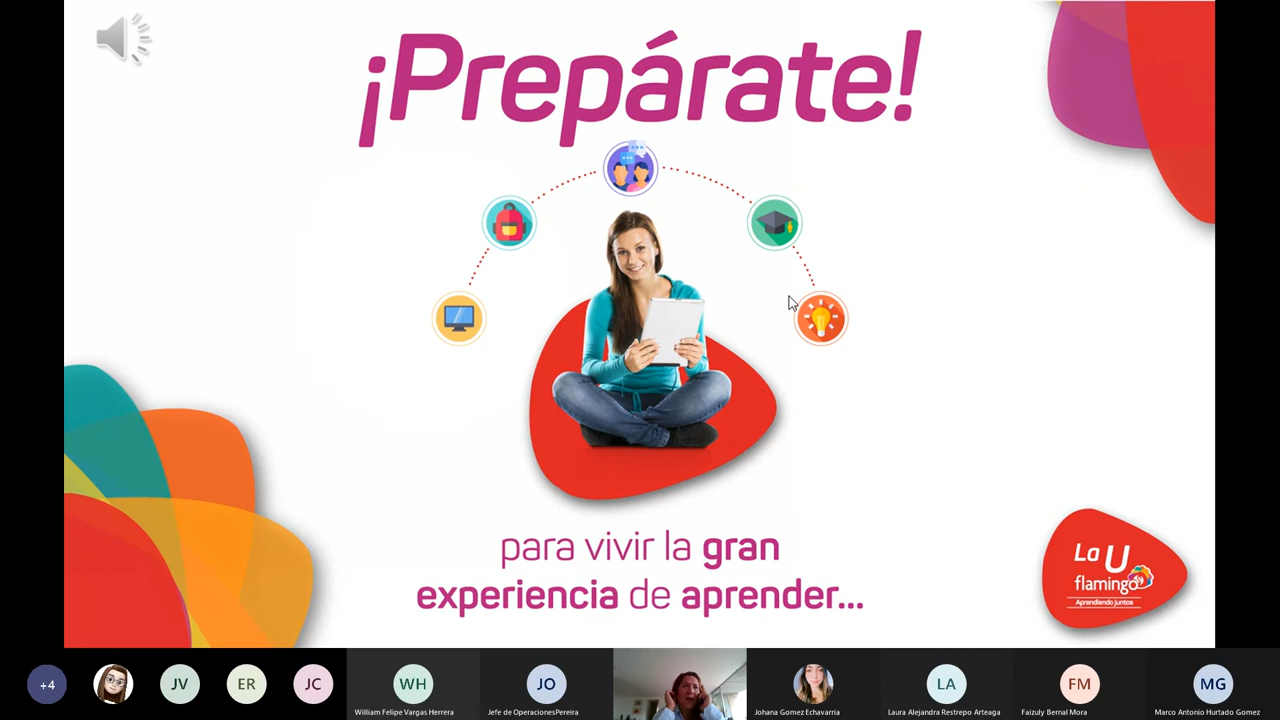 ¡Prepárate!
para vivir la gran
experiencia de aprender...
La U
flamingo
Aprendiendo juntos
+4
JV
ER
JC
WH
William Felipe Vargas Herrera
JO
Jefe de OperacionesPereira
Johana Gomez Echavarria
LA
Laura Alejandra Restrepo Arteaga
FM
Faizuly Bernal Mora
MG
Marco Antonio Hurtado Gomez